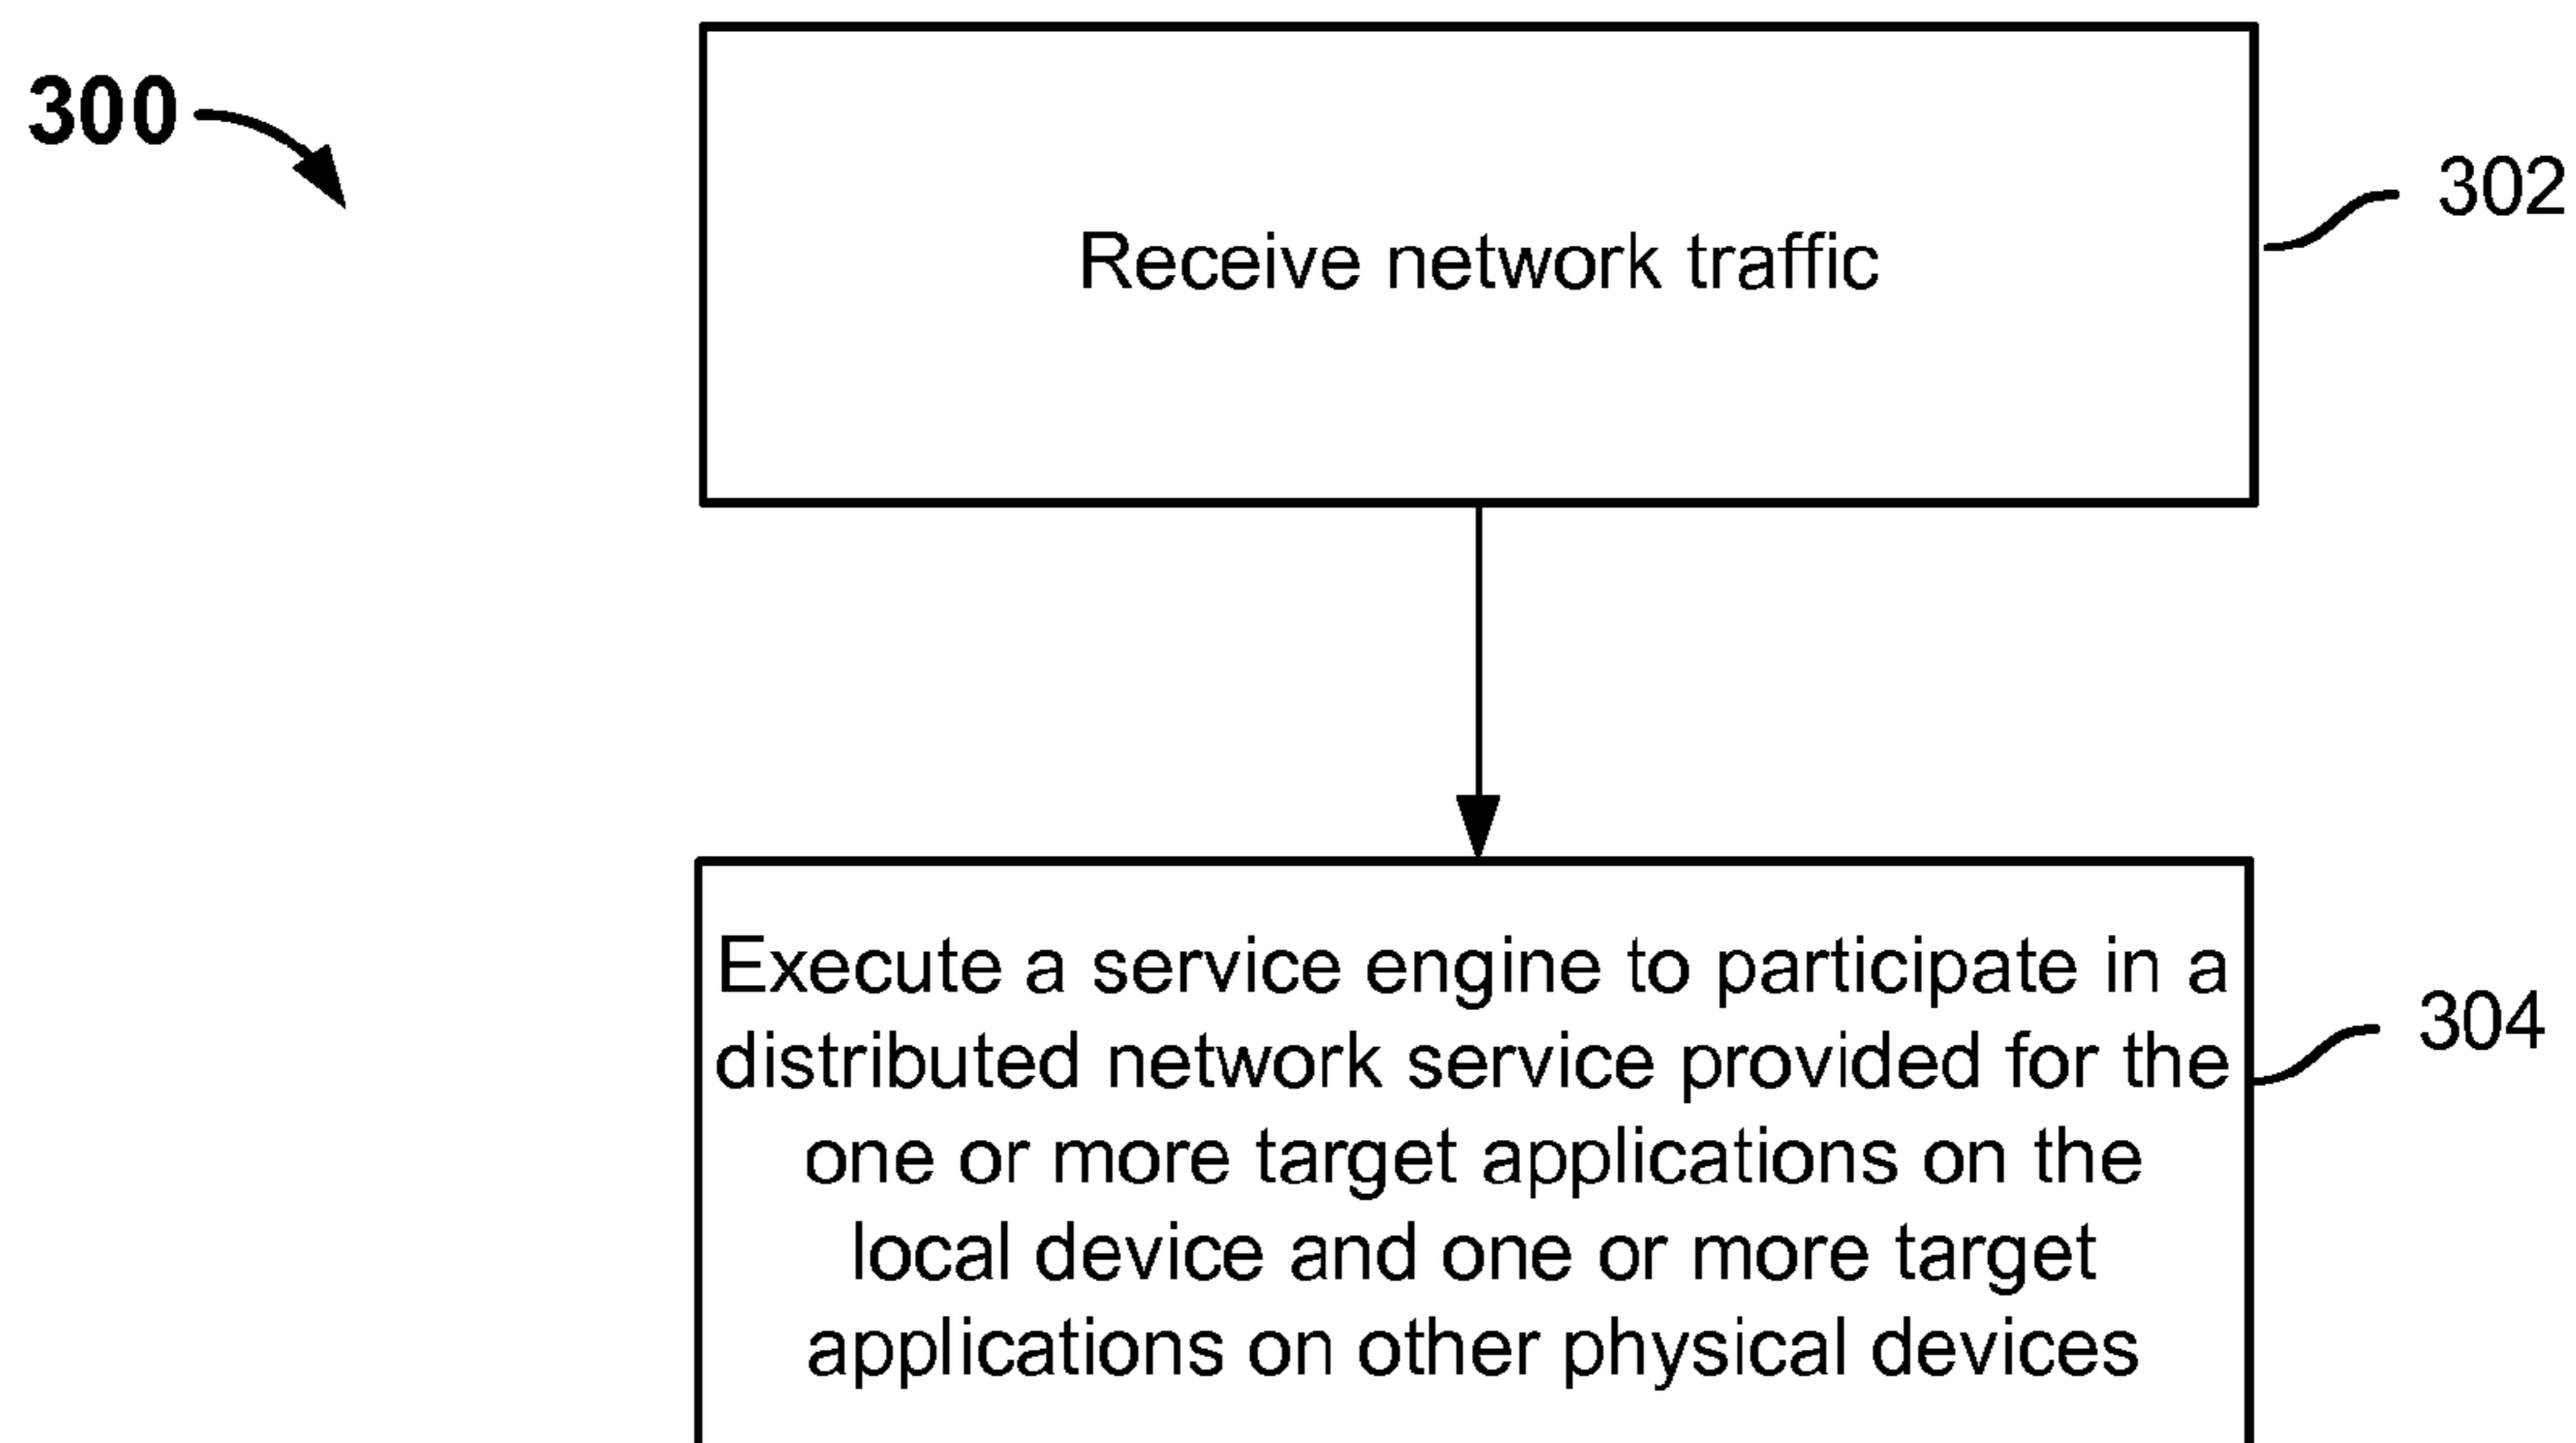 300
302
Receive network traffic
Execute a service engine to participate in a
distributed network service provided for the
304
one or more target applications on the
local device and one or more target
applications on other physical devices